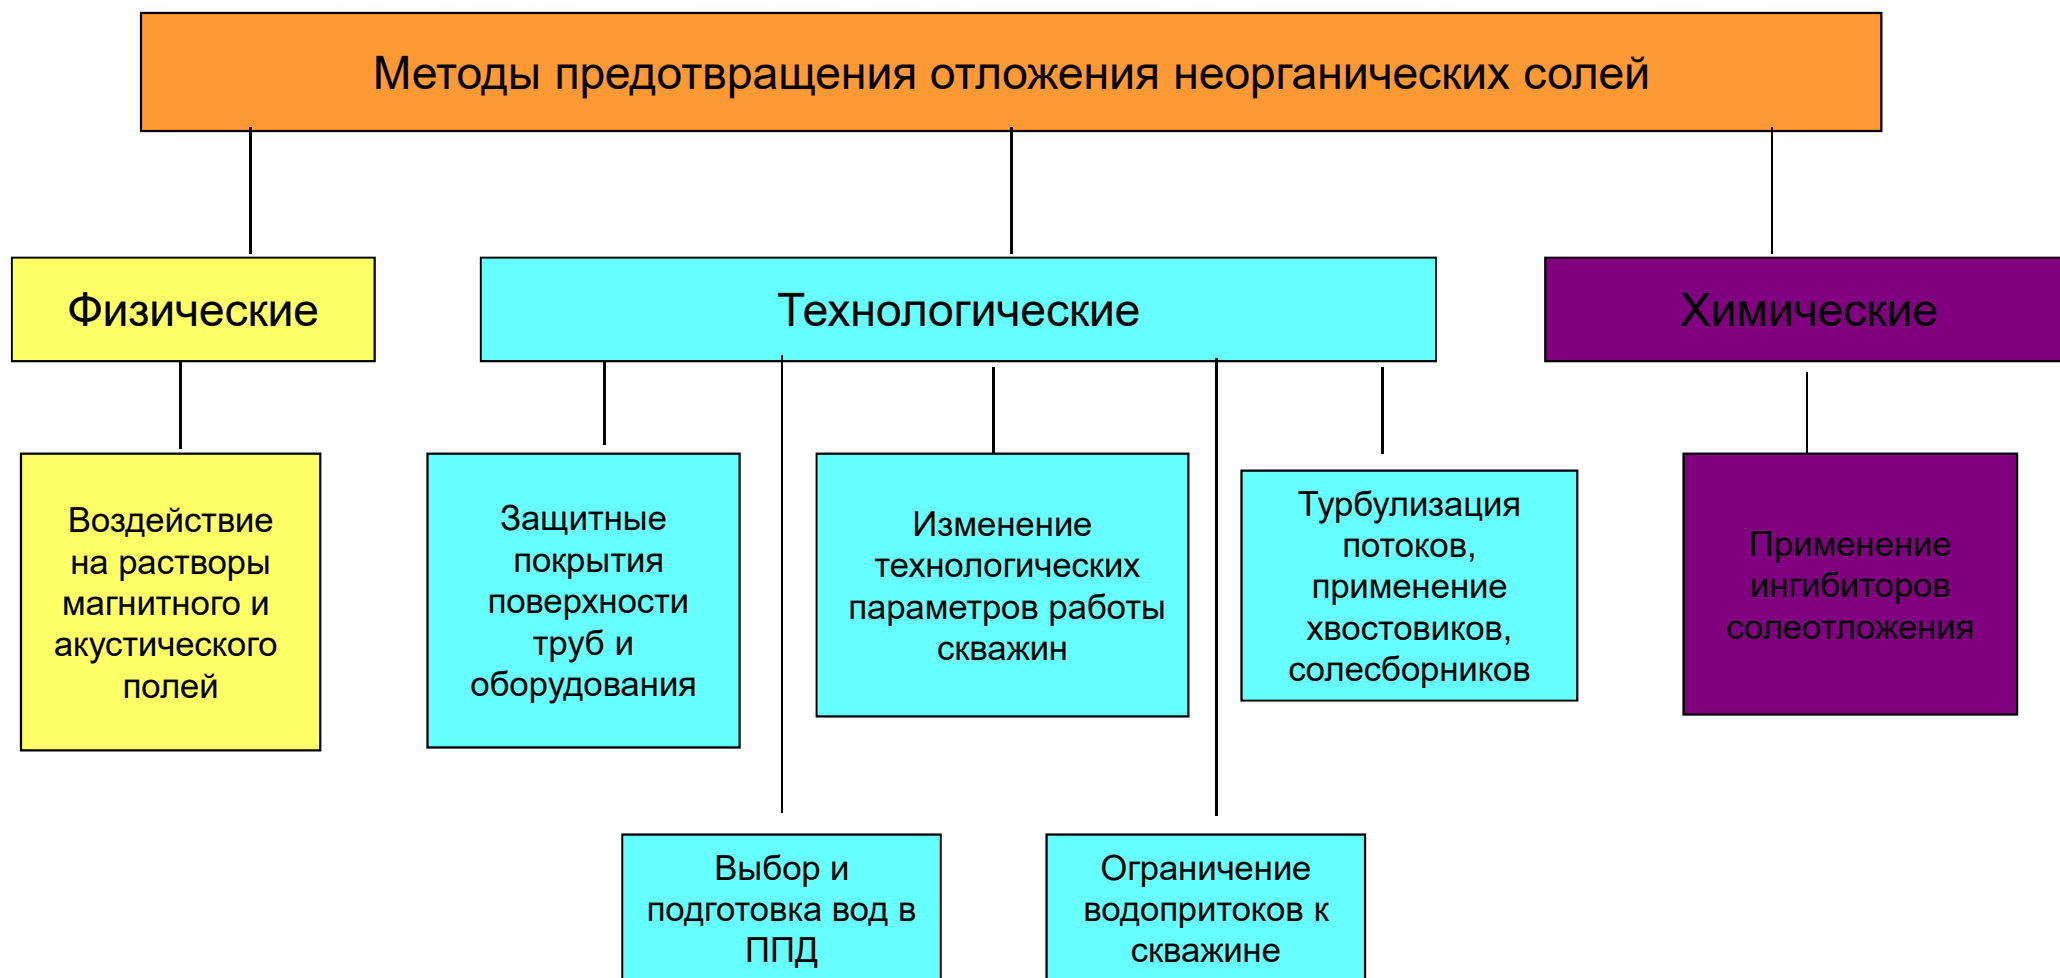 Методы предотвращения отложения неорганических солей
Физические
Технологические
Химические
Воздействие
на растворы
магнитного и
акустического
полей
Защитные
покрытия
поверхности
труб и
оборудования
Изменение
технологических
параметров работы
скважин
Турбулизация
потоков,
применение
хвостовиков,
солесборников
Применение
ингибиторов
солеотложения
Выбор и
подготовка вод в
ППД
Ограничение
водопритоков к
скважине